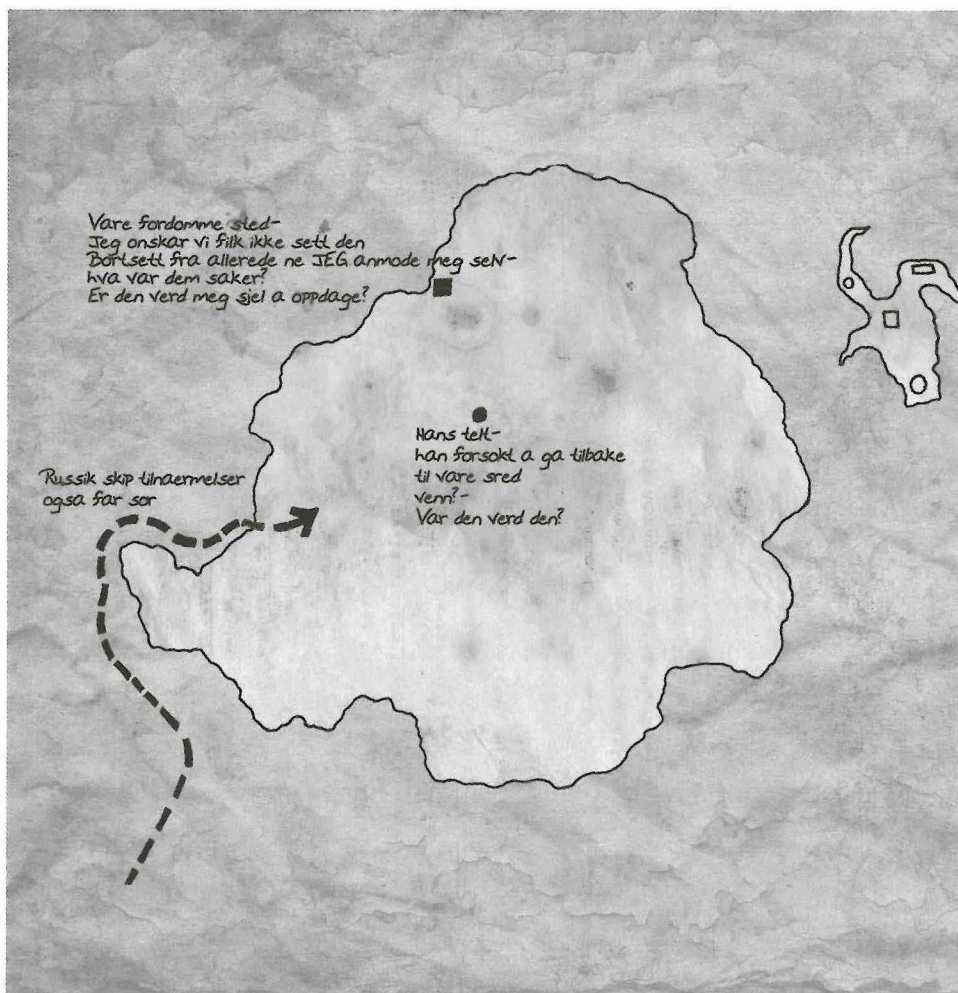 Vare fordomme sted-
Jeg onskar vi fiik ikke sett den
Bortsett fra allerede ne JEG anmode meg selv-
hva var dem saker?
Er den verd meg sjel a oppdage?
Hans telt-
han forsokt a ga tilbake
til vare sred
venn?-
Var den verd den?
Russik skip tilnaermelser
ogsa far sor